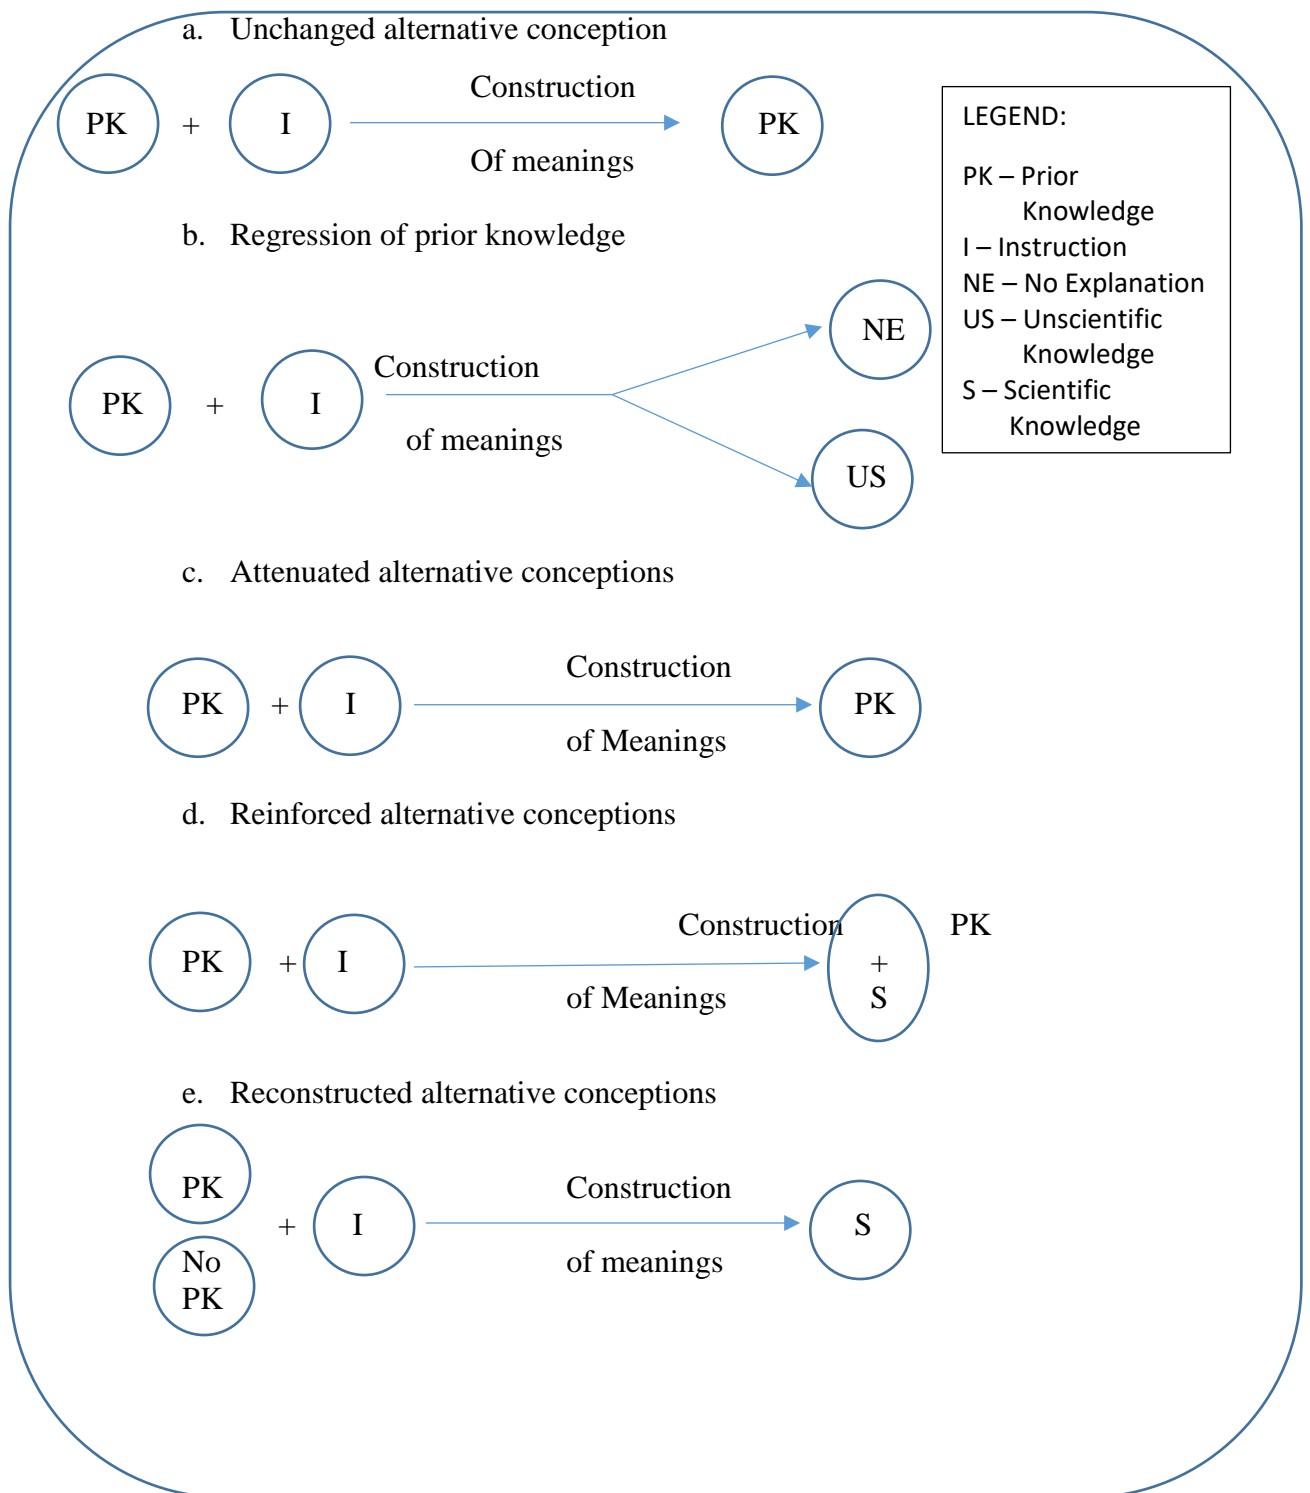 a. Unchanged alternative conception
PK + I Construction PK
Of meanings
LEGEND:
PK – Prior
Knowledge
I – Instruction
NE – No Explanation
US – Unscientific
Knowledge
S – Scientific
Knowledge
b. Regression of prior knowledge
NE
PK + I Construction
of meanings
US
c. Attenuated alternative conceptions
Construction
PK + I PK
of Meanings
d. Reinforced alternative conceptions
Construction PK
PK + I +
of Meanings S
e. Reconstructed alternative conceptions
PK Construction
+ I S
No of meanings
PK